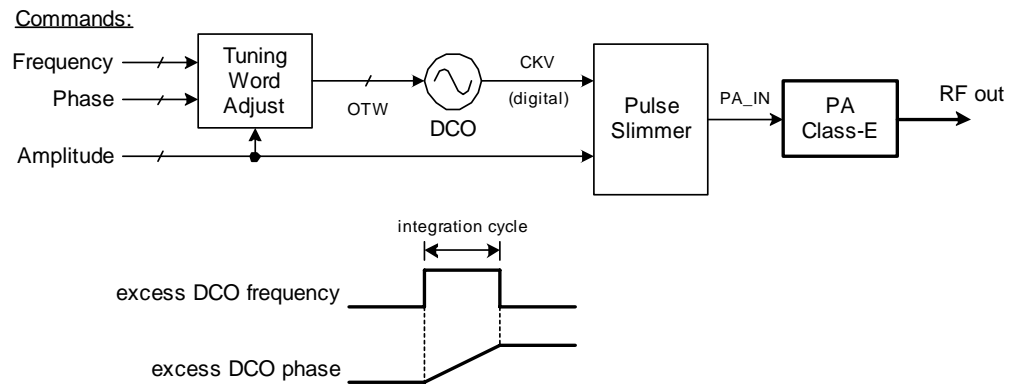 Commands:
Frequency
Phase
Amplitude
Tuning
Word
Adjust
OTW
DCO
CKV
(digital)
Pulse
Slimmer
PA_IN
PA
Class-E
RF out
integration cycle
excess DCO frequency
excess DCO phase